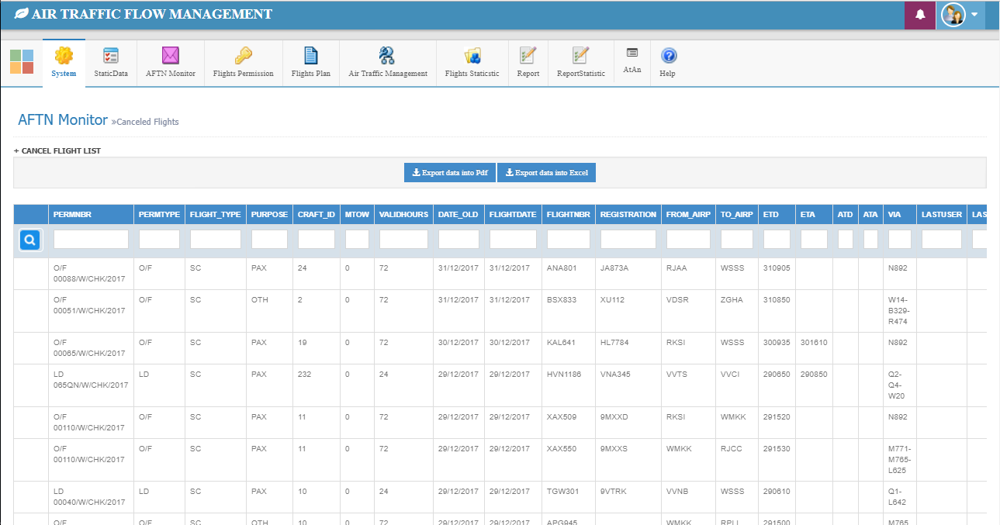 AIR TRAFFIC FLOW MANAGEMENT
System StaticData AFTN Monitor Flights Permission Flights Plan Air Traffic Management Flights Staticstic Report ReportStatistic AtAn Help
AFTN Monitor »Canceled Flights
+ CANCEL FLIGHT LIST
Export data into Pdf Export data into Excel
PERMNBR PERMTYPE FLIGHT_TYPE PURPOSE CRAFT_ID MTOW VALIDHOURS DATE_OLD FLIGHTDATE FLIGHTNBR REGISTRATION FROM_AIRP TO_AIRP ETD ETA ATD ATA VIA LASTUSER LAS
O/F O/F SC PAX 24 0 72 31/12/2017 31/12/2017 ANA801 JA873A RJAA WSSS 310905 N892
00088/W/CHK/2017
O/F O/F SC OTH 2 0 72 31/12/2017 31/12/2017 BSX833 XU112 VDSR ZGHA 310850 W14-
00051/W/CHK/2017 B329-
R474
O/F O/F SC PAX 19 0 72 30/12/2017 30/12/2017 KAL641 HL7784 RKSI WSSS 300935 301610 N892
00065/W/CHK/2017
LD LD SC PAX 232 0 24 29/12/2017 29/12/2017 HVN1186 VNA345 VVTS VVCI 290650 290850 Q2-
065QN/W/CHK/2017 Q4-
W20
O/F O/F SC PAX 11 0 72 29/12/2017 29/12/2017 XAX509 9MXXD RKSI WMKK 291520 N892
00110/W/CHK/2017
O/F O/F SC PAX 11 0 72 29/12/2017 29/12/2017 XAX550 9MXXS WMKK RJCC 291530 M771-
00110/W/CHK/2017 M765-
L625
LD LD SC PAX 10 0 24 29/12/2017 29/12/2017 TGW301 9VTRK VVNB WSSS 290610 Q1-
00040/W/CHK/2017 L642
O/F O/F SC OTH 10 0 72 29/12/2017 29/12/2017 APG945 WMKK RPLL 291500 M765